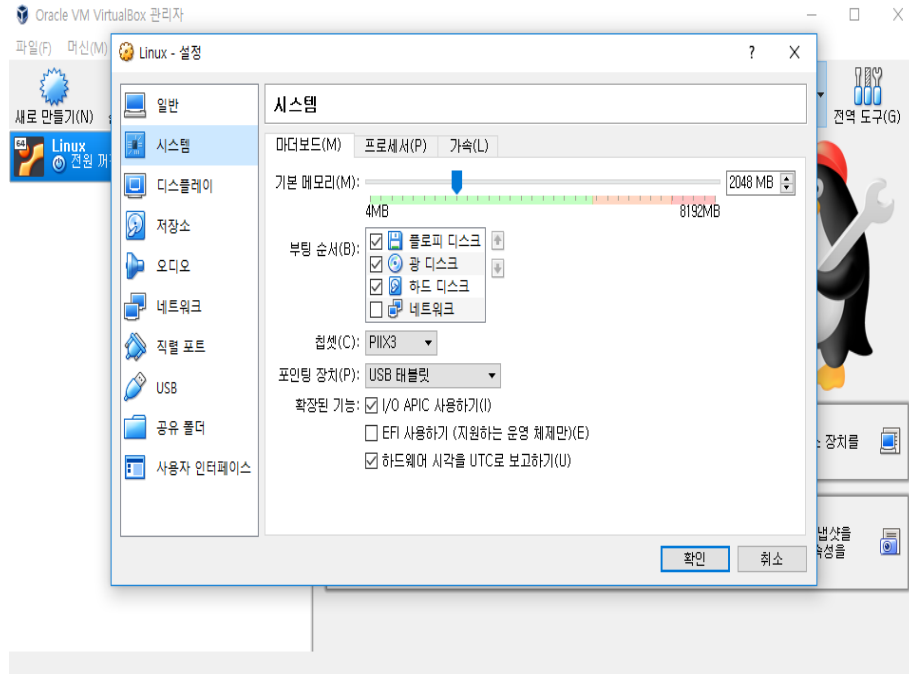 Oracle VM VirtualBox 관리자
파일(F) 머신(M)
새로 만들기(N)
전역 도구(G)
64 Linux
전원 꺼
Linux - 설정
일반
시스템
디스플레이
저장소
오디오
네트워크
직렬 포트
USB
공유 폴더
사용자 인터페이스
시스템
마더보드(M) 프로세서(P) 가속(L)
기본 메모리(M): 2048 MB
4MB 8192MB
부팅 순서(B): 플로피 디스크
광 디스크
하드 디스크
네트워크
칩셋(C): PIIX3
포인팅 장치(P): USB 태블릿
확장된 기능: I/O APIC 사용하기(I)
EFI 사용하기 (지원하는 운영 체제만)(E)
하드웨어 시각을 UTC로 보고하기(U)
확인 취소
장치를
냅샷을
속성을